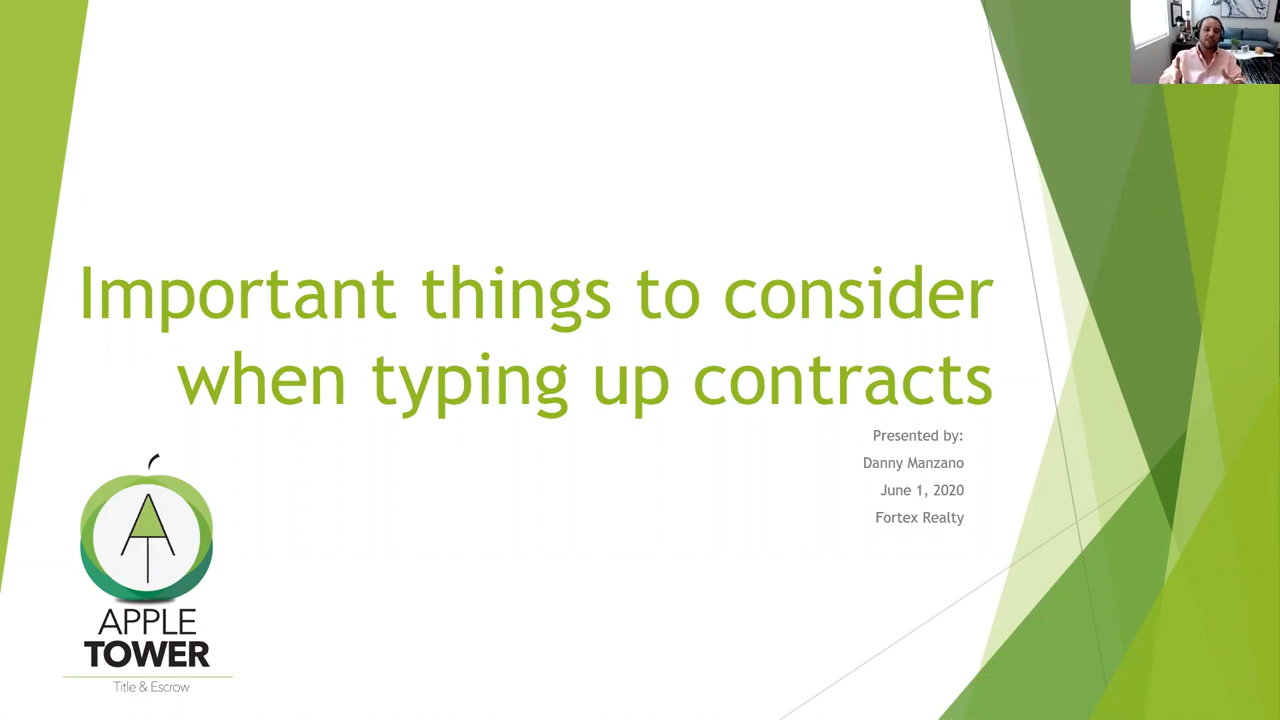 Important things to consider
when typing up contracts
Presented by:
Danny Manzano
June 1, 2020
Fortex Realty
APPLE
TOWER
Title & Escrow